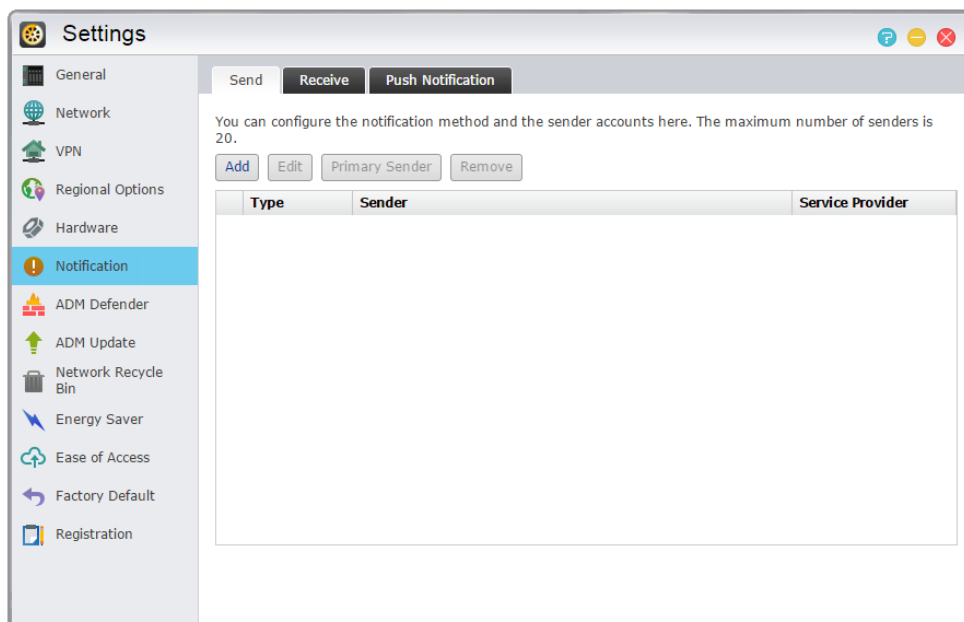 Settings
General
Network
VPN
Regional Options
Hardware
Notification
ADM Defender
ADM Update
Network Recycle
Bin
Energy Saver
Ease of Access
Factory Default
Registration
Send Receive Push Notification
You can configure the notification method and the sender accounts here. The maximum number of senders is
20.
Add Edit Primary Sender Remove
Type Sender Service Provider